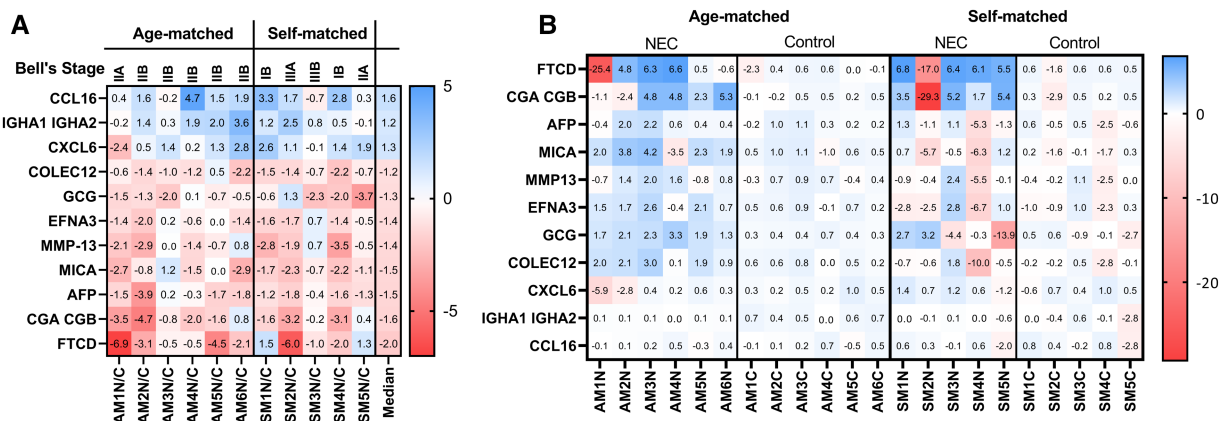 A
Age-matched Self-matched
Bell's Stage IIA IIB IIB IIB IIB IIB IB IIIA IIIB IB IIA
CCL16 0.4 1.6 -0.2 4.7 1.5 1.9 3.3 1.7 -0.7 2.8 0.3 1.6
IGHA1 IGHA2 -0.2 1.4 0.3 1.9 2.0 3.6 1.2 2.5 0.8 0.5 -0.1 1.2
CXCL6 -2.4 0.5 1.4 0.2 1.3 2.8 2.6 1.1 -0.1 1.4 1.9 1.3
COLEC12 -0.6 -1.4 -1.0 -1.2 0.5 -2.2 -1.5 -1.4 -0.7 -2.2 -0.7 -1.2
GCG -1.5 -1.3 -2.0 0.1 -0.7 -0.5 -0.6 1.3 -2.3 -2.0 -3.7 -1.3
EFNA3 -1.4 -2.0 0.2 -0.6 0.0 -1.4 -1.6 -1.7 0.7 -1.4 -0.5 -1.4
MMP-13 -2.1 -2.9 0.0 -1.4 -0.7 0.8 -2.8 -1.9 0.7 -3.5 -0.5 -1.4
MICA -2.7 -0.8 1.2 -1.5 0.0 -2.9 -1.7 -2.3 -0.7 -2.2 -1.1 -1.5
AFP -1.5 -3.9 0.2 -0.3 -1.7 -1.8 -1.2 -1.8 -0.4 -1.6 -1.3 -1.5
CGA CGB -3.5 -4.7 -0.8 -2.0 -1.6 0.8 -1.6 -3.2 -0.2 -3.1 0.4 -1.6
FTCD -6.9 -3.1 -0.5 -0.5 -4.5 -2.1 1.5 -6.0 -1.0 -2.0 1.3 -2.0
AM1N/C AM2N/C AM3N/C AM4N/C AM5N/C AM6N/C SM1N/C SM2N/C SM3N/C SM4N/C SM5N/C Median
5
0
-5
B
Age-matched Self-matched
NEC Control NEC Control
FTCD -25.4 4.8 6.3 6.6 0.5 -0.6 -2.3 0.4 0.6 0.6 0.0 -0.1 6.8 -17.0 6.4 6.1 5.5 0.6 -1.6 0.6 0.6 0.5
CGA CGB -1.1 -2.4 4.8 4.8 2.3 5.3 -0.1 -0.2 0.5 0.5 0.2 0.5 3.5 -29.3 5.2 1.7 5.4 0.3 -2.9 0.5 0.2 0.5
AFP -0.4 2.0 2.2 0.6 0.4 0.4 -0.2 1.0 1.1 0.3 0.2 0.2 1.3 -1.1 1.1 -5.3 -1.3 0.6 -0.5 0.5 -2.5 -0.6
MICA 2.0 3.8 4.2 -3.5 2.3 1.9 0.5 1.0 1.1 -1.0 0.6 0.5 0.7 -5.7 -0.5 -6.3 1.2 0.2 -1.6 -0.1 -1.7 0.3
MMP13 -0.7 1.4 2.0 1.6 -0.8 0.8 -0.3 0.6 0.9 0.7 -0.4 0.4 -0.9 -0.4 2.4 -5.5 -0.1 -0.3 -0.2 1.1 -2.5 0.0
EFNA3 1.5 1.7 2.6 -0.4 2.1 0.7 0.5 0.6 0.9 -0.1 0.7 0.2 -2.8 -2.5 2.8 -6.7 1.0 -0.9 -1.0 0.9 -2.3 0.3
GCG 1.7 2.1 2.3 3.3 1.9 1.3 0.4 0.4 0.4 0.7 0.4 0.3 2.7 3.2 -4.4 -0.3 -13.9 0.5 0.6 -0.9 -0.1 -2.7
COLEC12 2.0 2.1 3.0 0.1 1.9 0.9 0.6 0.6 0.8 0.0 0.5 0.2 -0.7 -0.6 1.8 -10.0 -0.5 -0.2 -0.4 0.5 -2.8 -0.1
CXCL6 -5.9 -2.8 0.4 0.2 0.6 0.3 -0.6 -0.4 0.2 0.1 0.4 0.3 1.4 0.7 1.2 0.6 -1.2 0.4 -0.7 0.4 1.0 0.5
IGHA1 IGHA2 0.1 0.1 0.1 0.0 0.1 0.1 0.7 0.4 0.5 0.0 0.6 0.7 0.0 -0.1 0.1 -0.1 -0.6 0.0 -0.1 0.4 -0.5 -2.8
CCL16 -0.1 0.1 0.2 0.5 -0.3 0.4 -0.1 0.1 0.2 0.7 -0.5 0.5 0.6 0.3 -0.1 0.6 -2.0 0.8 0.4 -0.2 0.8 -2.8
AM1N AM2N AM3N AM4N AM5N AM6N AM1C AM2C AM3C AM4C AM5C AM6C SM1N SM2N SM3N SM4N SM5N SM1C SM2C SM3C SM4C SM5C
0
-10
-20